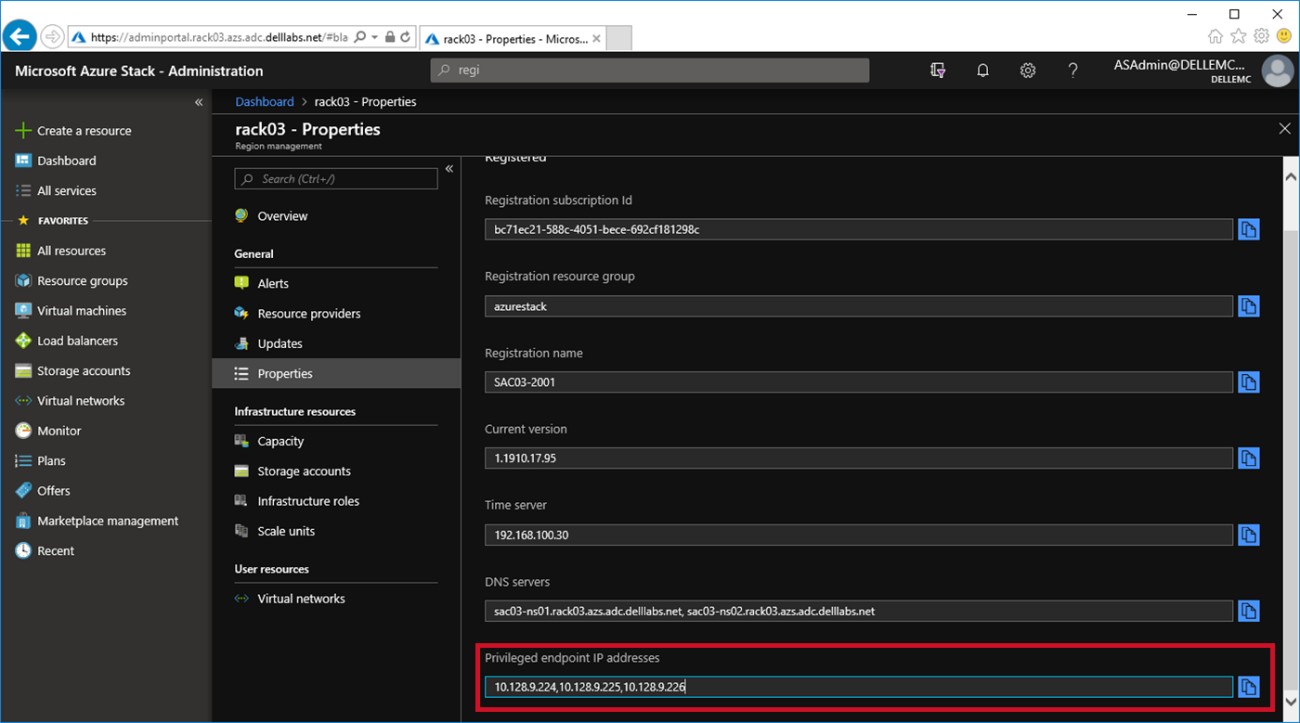 https://adminportal.rack03.azs.adc.delllabs.net/#bla
rack03 - Properties - Micros...
Microsoft Azure Stack - Administration
regi
ASAdmin@DELLEMC...
DELLEMC
Create a resource
Dashboard
All services
FAVORITES
All resources
Resource groups
Virtual machines
Load balancers
Storage accounts
Virtual networks
Monitor
Plans
Offers
Marketplace management
Recent
Dashboard > rack03 - Properties
rack03 - Properties
Region management
Search (Ctrl+/)
Overview
General
Alerts
Resource providers
Updates
Properties
Infrastructure resources
Capacity
Storage accounts
Infrastructure roles
Scale units
User resources
Virtual networks
Registered
Registration subscription Id
bc71ec21-588c-4051-bece-692cf181298c
Registration resource group
azurestack
Registration name
SAC03-2001
Current version
1.1910.17.95
Time server
192.168.100.30
DNS servers
sac03-ns01.rack03.azs.adc.delllabs.net, sac03-ns02.rack03.azs.adc.delllabs.net
Privileged endpoint IP addresses
10.128.9.224,10.128.9.225,10.128.9.226